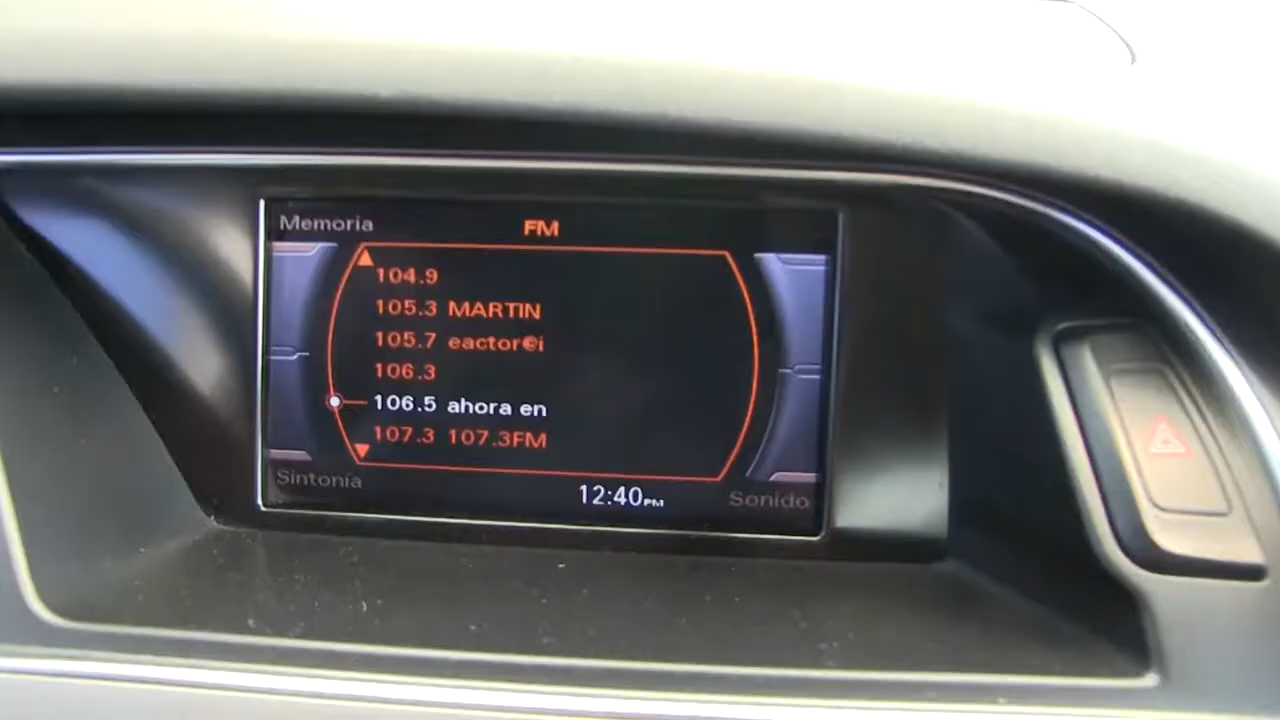 Memoria
FM
104.9
105.3 MARTIN
105.7 eactor@i
106.3
106.5 ahora en
107.3 107.3FM
Sintonía
12:40PM
Sonido